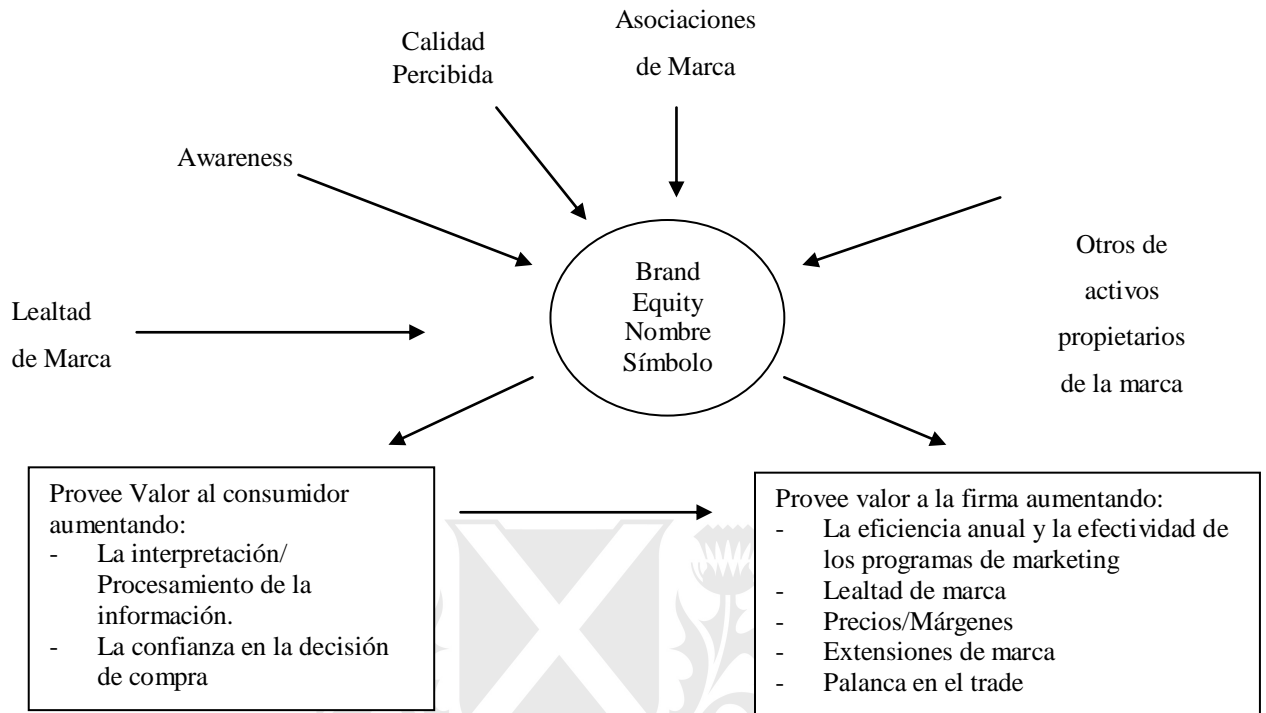 Asociaciones
de Marca
Calidad
Percibida
Awareness
Lealtad
de Marca
Brand
Equity
Nombre
Símbolo
Otros de
activos
propietarios
de la marca
Provee Valor al consumidor
aumentando:
- La interpretación/
Procesamiento de la
información.
- La confianza en la decisión
de compra
Provee valor a la firma aumentando:
- La eficiencia anual y la efectividad de
los programas de marketing
- Lealtad de marca
- Precios/Márgenes
- Extensiones de marca
- Palanca en el trade